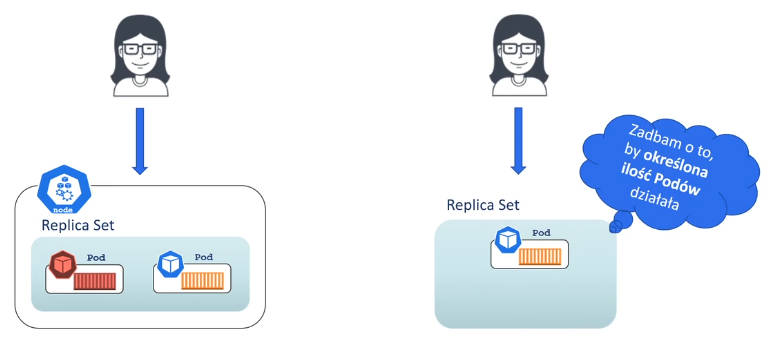 node
Replica Set
Pod
Pod
Replica Set
Pod
Zadbam o to,
by określona
ilość Podów
działała